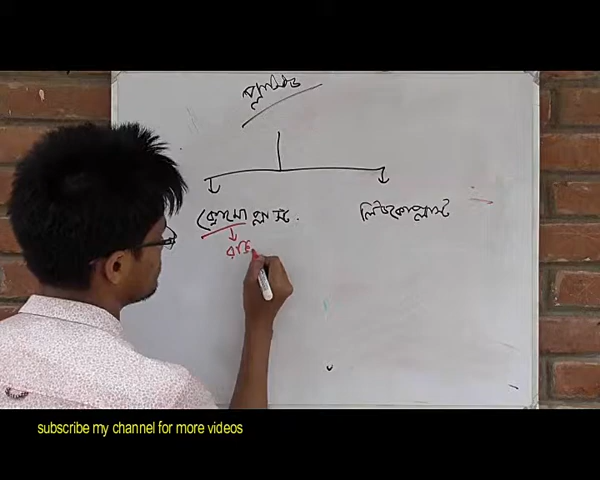 প্লাস্টিড
ক্রোমো প্লাস্ট. লিউকোপ্লাস্ট
subscribe my channel for more videos